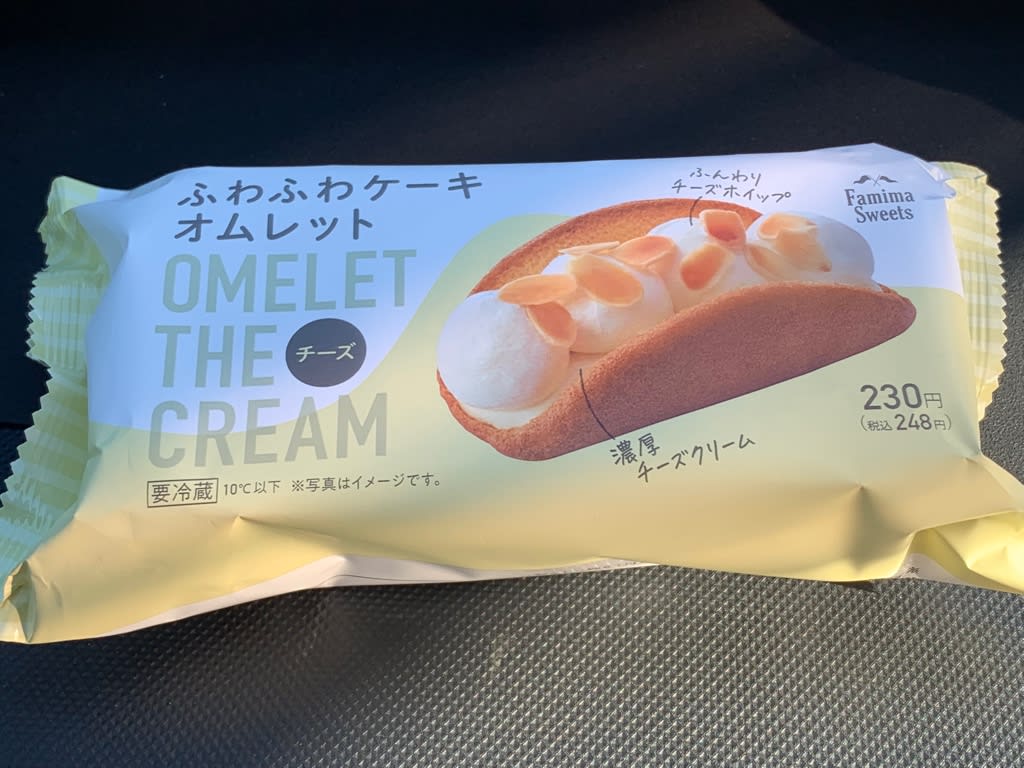 ふわふわケーキ
オムレット
OMELET
THE
CREAM
チーズ
ふんわり
チーズホイップ
Famima
Sweets
濃厚
チーズクリーム
230円
(税込248円)
要冷蔵 10℃以下 ※写真はイメージです。